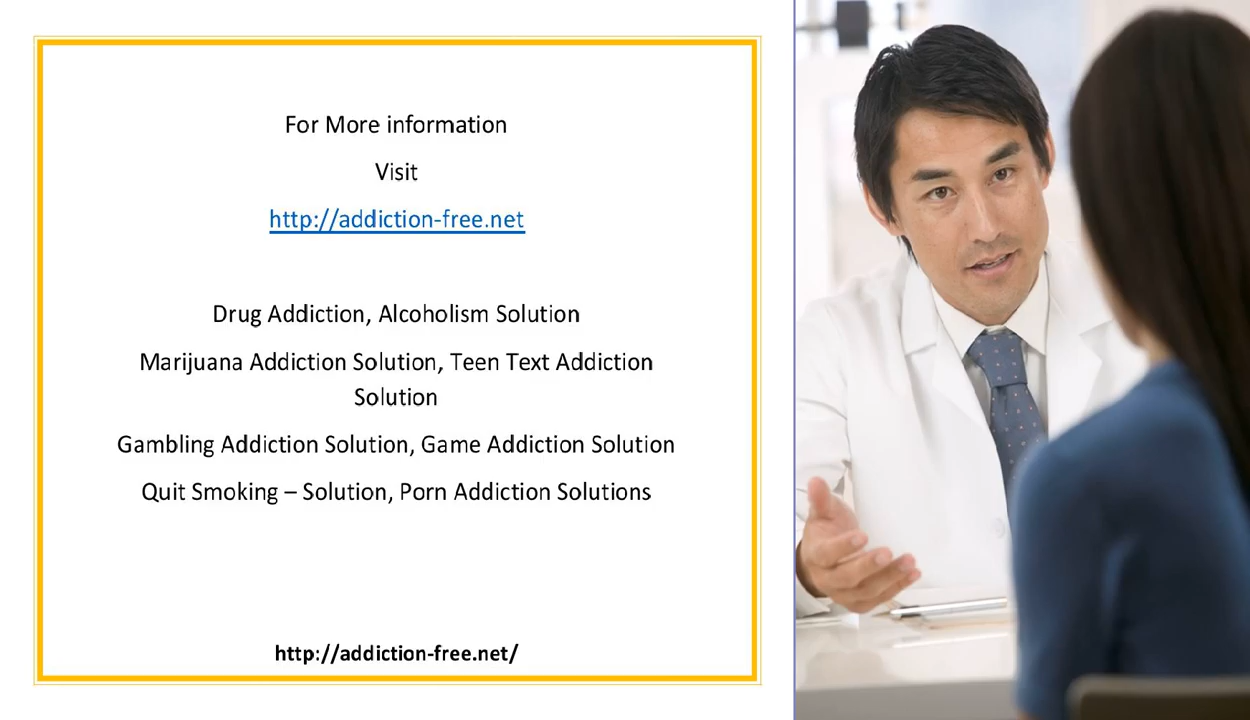 For More information
Visit
http://addiction-free.net
Drug Addiction, Alcoholism Solution
Marijuana Addiction Solution, Teen Text Addiction
Solution
Gambling Addiction Solution, Game Addiction Solution
Quit Smoking – Solution, Porn Addiction Solutions
http://addiction-free.net/